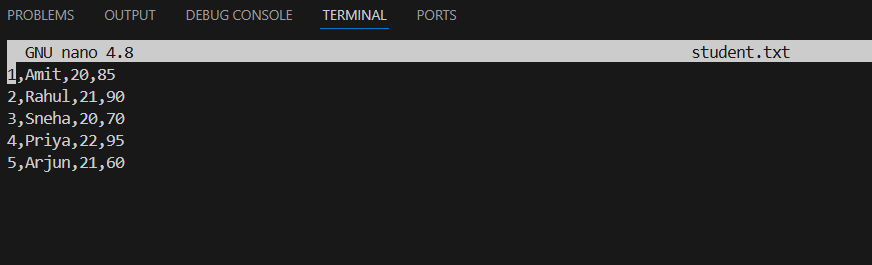 PROBLEMS OUTPUT DEBUG CONSOLE TERMINAL PORTS
GNU nano 4.8 student.txt
1,Amit,20,85
2,Rahul,21,90
3,Sneha,20,70
4,Priya,22,95
5,Arjun,21,60